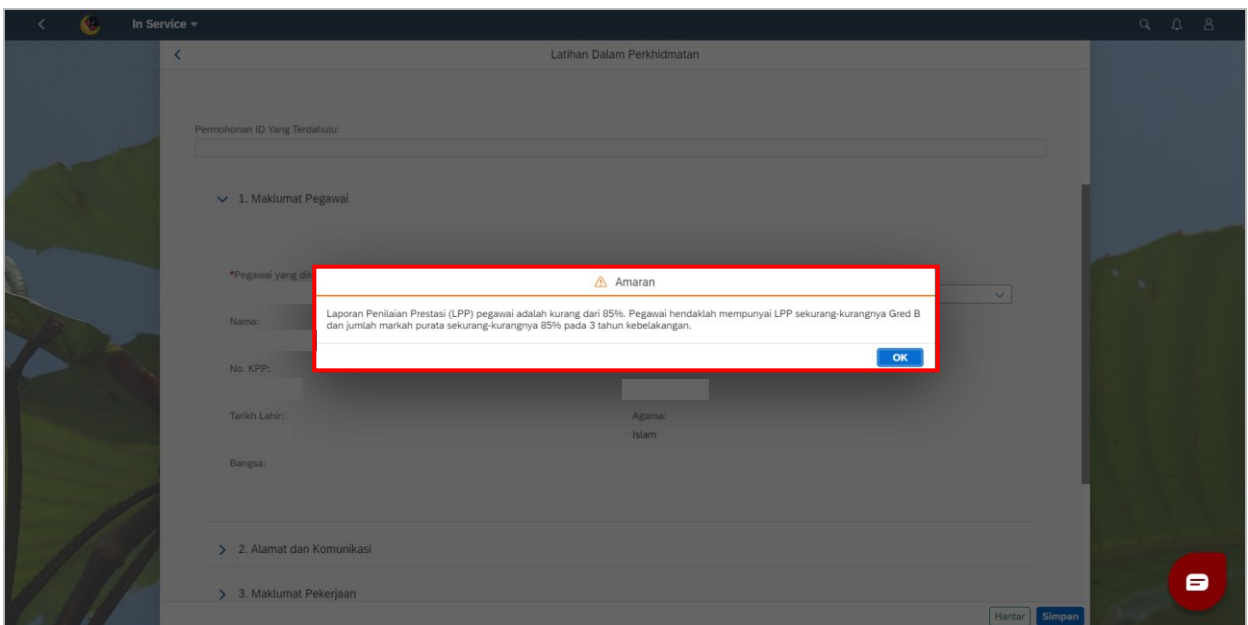 In Service
Latihan Dalam Perkhidmatan
Permohonan ID Yang Terdahulu:
1. Maklumat Pegawai
*Pegawai yang
Amaran
Laporan Penilaian Prestasi (LPP) pegawai adalah kurang dari 85%. Pegawai hendaklah mempunyai LPP sekurang-kurangnya Gred B
dan jumlah markah purata sekurang-kurangnya 85% pada 3 tahun kebelakangan.
OK
Nama:
No. KPP:
Tarikh Lahir:
Agama:
Islam
Bangsa:
2. Alamat dan Komunikasi
3. Maklumat Pekerjaan
Hantar
Simpan